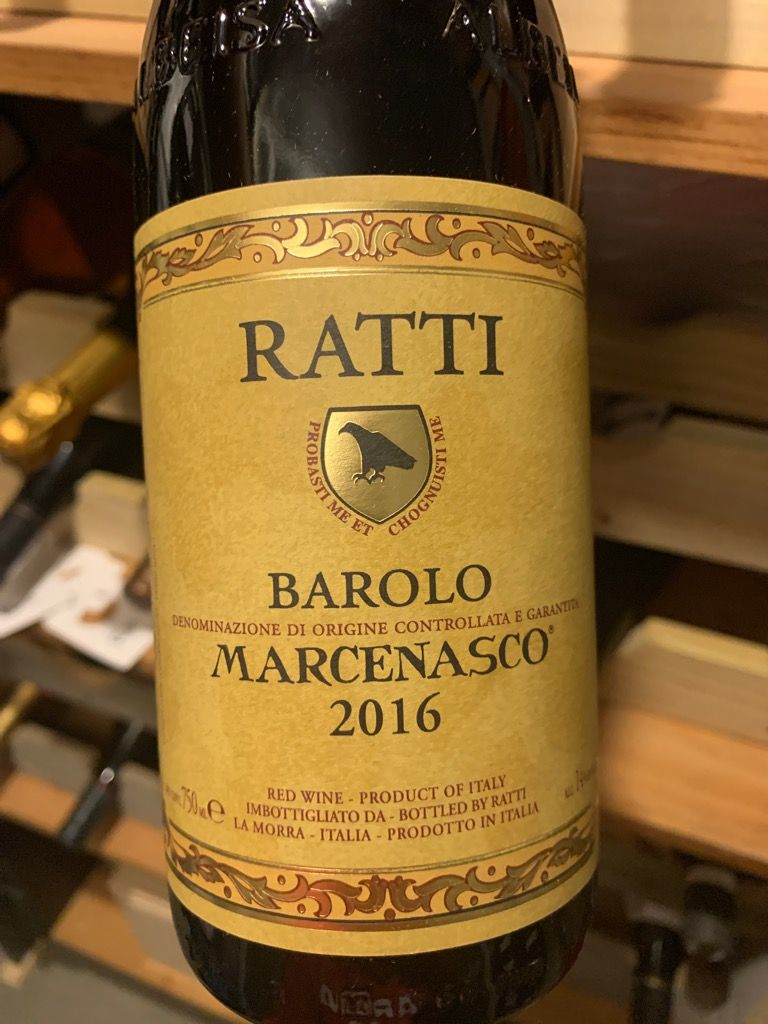 ALBEISA
RATTI
PROBASTI ME ET CHOGNUISTI ME
BAROLO
DENOMINAZIONE DI ORIGINE CONTROLLATA E GARANTITA
MARCENASCO®
2016
750 ML e
RED WINE - PRODUCT OF ITALY
IMBOTTIGLIATO DA - BOTTLED BY RATTI
LA MORRA - ITALIA - PRODOTTO IN ITALIA